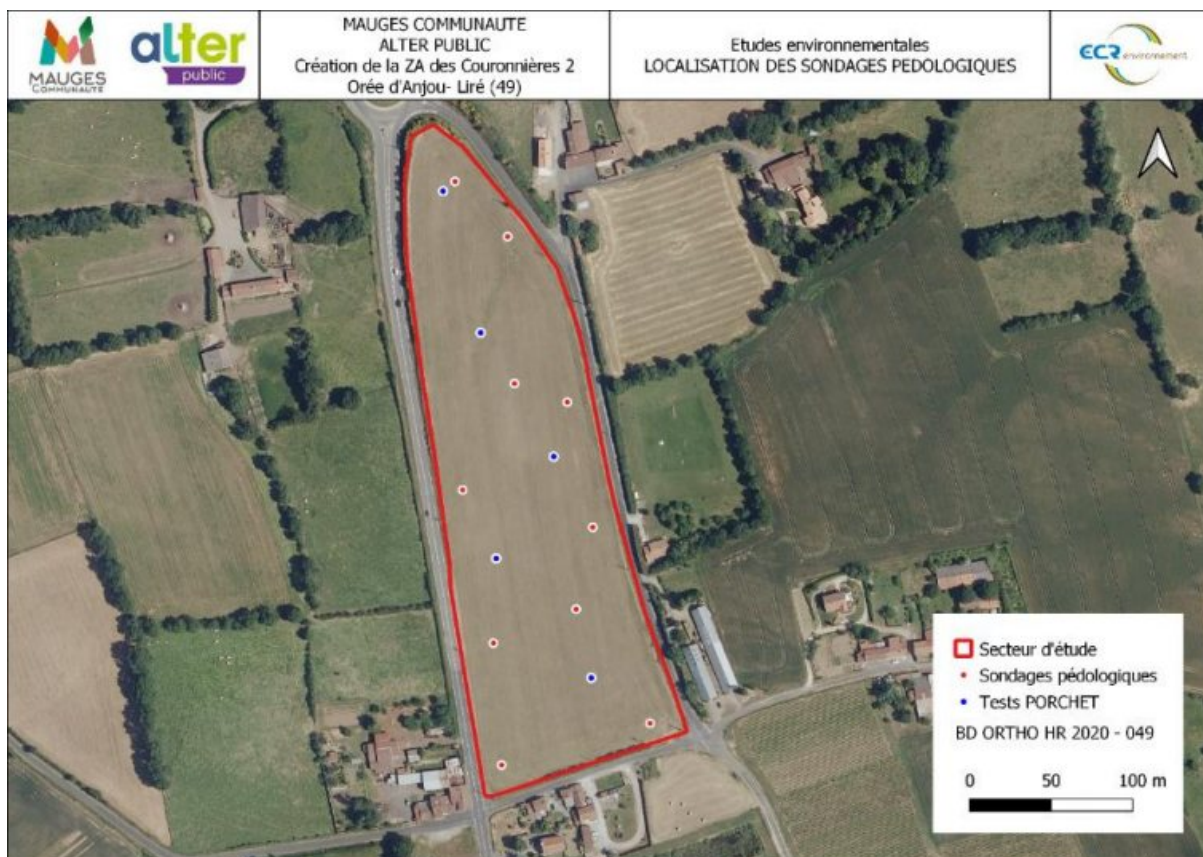 MAUGES
COMMUNAUTÉ
alter
public
MAUGES COMMUNAUTE
ALTER PUBLIC
Création de la ZA des Couronnières 2
Orée d'Anjou- Liré (49)
Etudes environnementales
LOCALISATION DES SONDAGES PEDOLOGIQUES
ECR environnement
Secteur d'étude
Sondages pédologiques
Tests PORCHET
BD ORTHO HR 2020 - 049
0 50 100 m